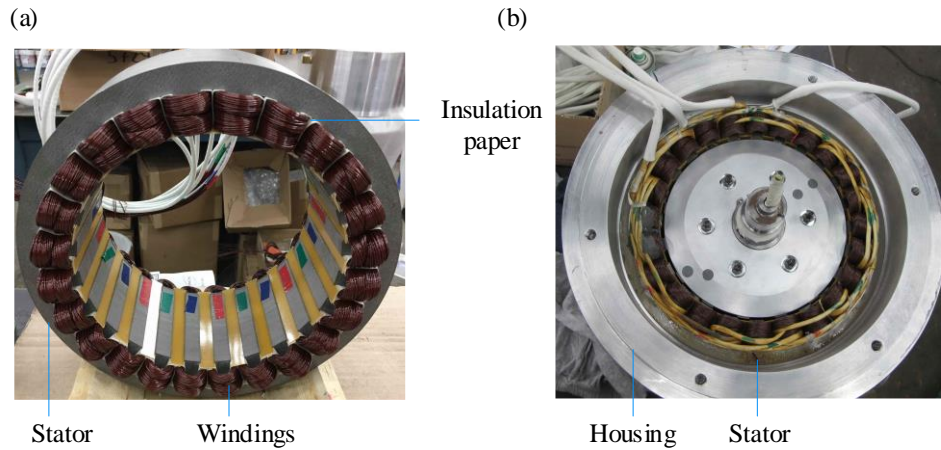 (a)
(b)
Insulation
paper
Stator
Windings
Housing
Stator